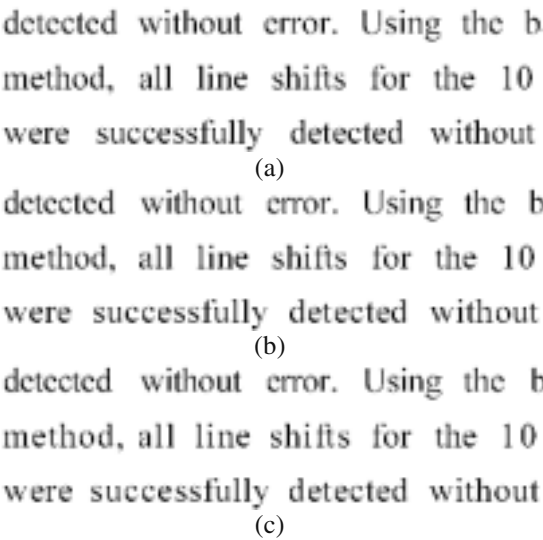 detected without error. Using the b
method, all line shifts for the 10
were successfully detected without
(a)
detected without error. Using the b
method, all line shifts for the 10
were successfully detected without
(b)
detected without error. Using the b
method, all line shifts for the 10
were successfully detected without
(c)